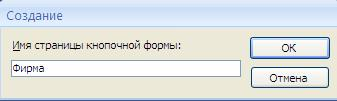 Создание
Имя страницы кнопочной формы:
ОК
Фирма
Отмена